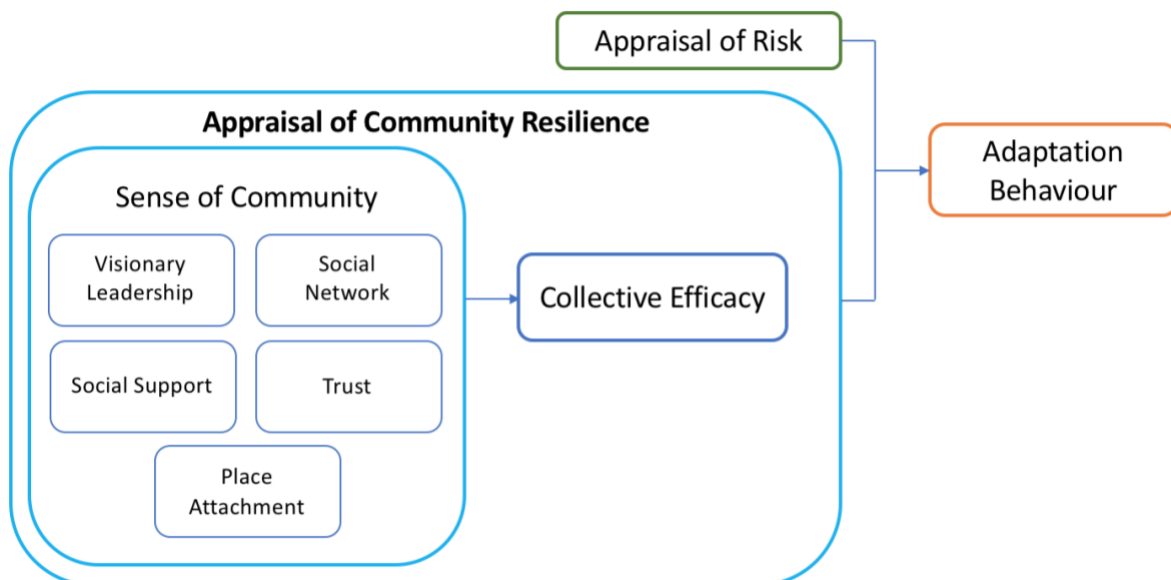 Appraisal of Risk
Appraisal of Community Resilience
Adaptation
Behaviour
Sense of Community
Visionary
Leadership
Social
Network
Collective Efficacy
Social Support
Trust
Place
Attachment